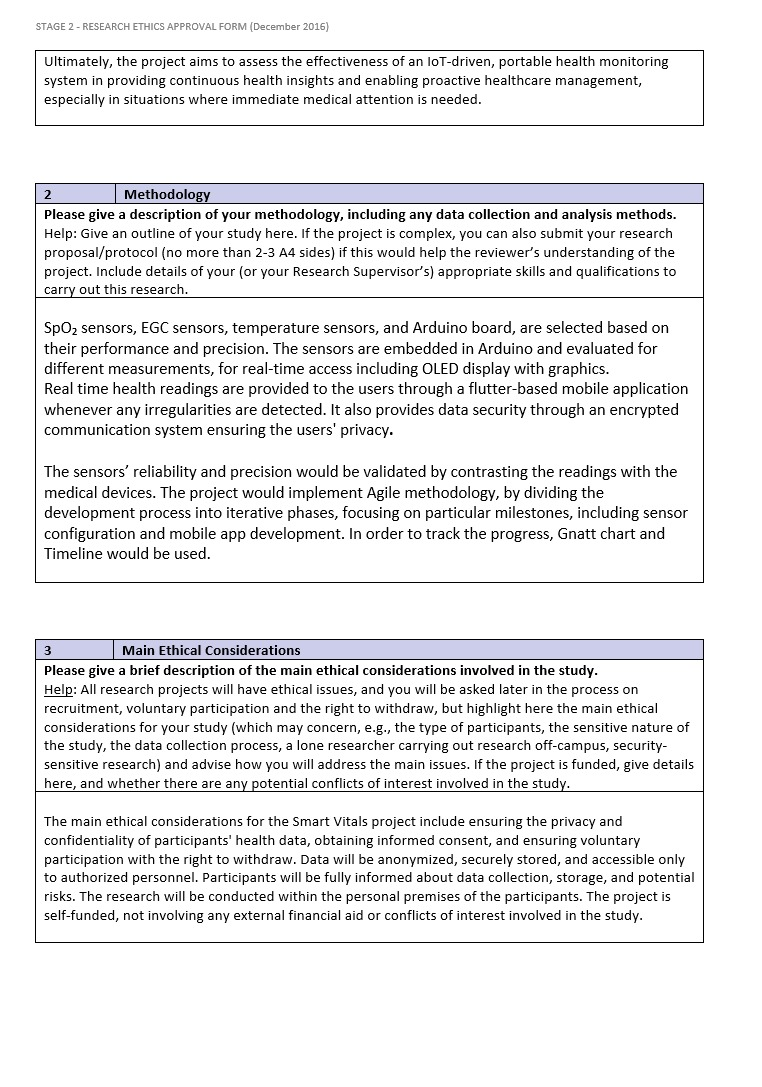 STAGE 2 - RESEARCH ETHICS APPROVAL FORM (December 2016)
Ultimately, the project aims to assess the effectiveness of an IoT-driven, portable health monitoring
system in providing continuous health insights and enabling proactive healthcare management,
especially in situations where immediate medical attention is needed.
2 Methodology
Please give a description of your methodology, including any data collection and analysis methods.
Help: Give an outline of your study here. If the project is complex, you can also submit your research
proposal/protocol (no more than 2-3 A4 sides) if this would help the reviewer's understanding of the
project. Include details of your (or your Research Supervisor's) appropriate skills and qualifications to
carry out this research.
SpO₂ sensors, EGC sensors, temperature sensors, and Arduino board, are selected based on
their performance and precision. The sensors are embedded in Arduino and evaluated for
different measurements, for real-time access including OLED display with graphics.
Real time health readings are provided to the users through a flutter-based mobile application
whenever any irregularities are detected. It also provides data security through an encrypted
communication system ensuring the users' privacy.
The sensors' reliability and precision would be validated by contrasting the readings with the
medical devices. The project would implement Agile methodology, by dividing the
development process into iterative phases, focusing on particular milestones, including sensor
configuration and mobile app development. In order to track the progress, Gnatt chart and
Timeline would be used.
3 Main Ethical Considerations
Please give a brief description of the main ethical considerations involved in the study.
Help: All research projects will have ethical issues, and you will be asked later in the process on
recruitment, voluntary participation and the right to withdraw, but highlight here the main ethical
considerations for your study (which may concern, e.g., the type of participants, the sensitive nature of
the study, the data collection process, a lone researcher carrying out research off-campus, security-
sensitive research) and advise how you will address the main issues. If the project is funded, give details
here, and whether there are any potential conflicts of interest involved in the study.
The main ethical considerations for the Smart Vitals project include ensuring the privacy and
confidentiality of participants' health data, obtaining informed consent, and ensuring voluntary
participation with the right to withdraw. Data will be anonymized, securely stored, and accessible only
to authorized personnel. Participants will be fully informed about data collection, storage, and potential
risks. The research will be conducted within the personal premises of the participants. The project is
self-funded, not involving any external financial aid or conflicts of interest involved in the study.